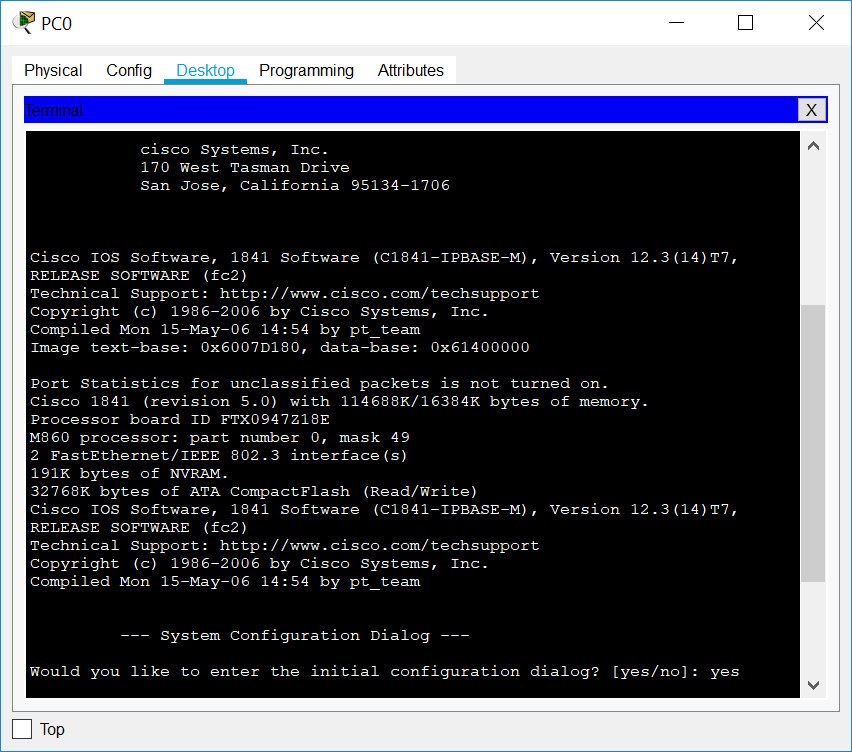 PC0
Physical Config Desktop Programming Attributes
Terminal
X
cisco Systems, Inc.
170 West Tasman Drive
San Jose, California 95134-1706
Cisco IOS Software, 1841 Software (C1841-IPBASE-M), Version 12.3(14)T7,
RELEASE SOFTWARE (fc2)
Technical Support: http://www.cisco.com/techsupport
Copyright (c) 1986-2006 by Cisco Systems, Inc.
Compiled Mon 15-May-06 14:54 by pt_team
Image text-base: 0x6007D180, data-base: 0x61400000
Port Statistics for unclassified packets is not turned on.
Cisco 1841 (revision 5.0) with 114688K/16384K bytes of memory.
Processor board ID FTX0947Z18E
M860 processor: part number 0, mask 49
2 FastEthernet/IEEE 802.3 interface(s)
191K bytes of NVRAM.
32768K bytes of ATA CompactFlash (Read/Write)
Cisco IOS Software, 1841 Software (C1841-IPBASE-M), Version 12.3(14)T7,
RELEASE SOFTWARE (fc2)
Technical Support: http://www.cisco.com/techsupport
Copyright (c) 1986-2006 by Cisco Systems, Inc.
Compiled Mon 15-May-06 14:54 by pt_team
--- System Configuration Dialog ---
Would you like to enter the initial configuration dialog? [yes/no]: yes
Top